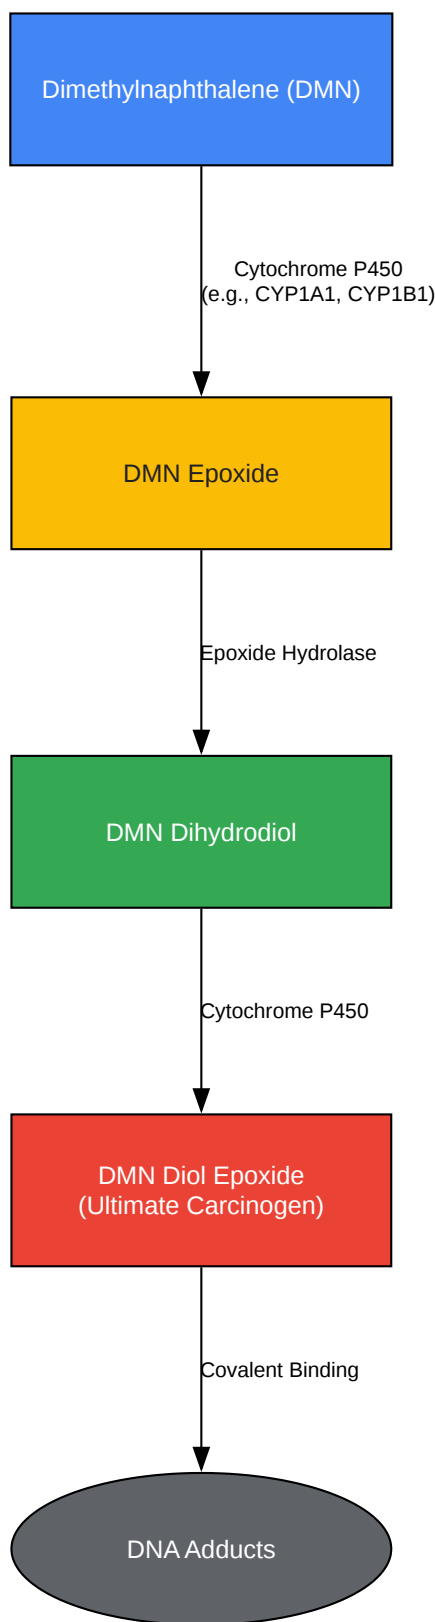 Dimethylnaphthalene (DMN)
Cytochrome P450
(e.g., CYP1A1, CYP1B1)
DMN Epoxide
Epoxide Hydrolase
DMN Dihydrodiol
Cytochrome P450
DMN Diol Epoxide
(Ultimate Carcinogen)
Covalent Binding
DNA Adducts